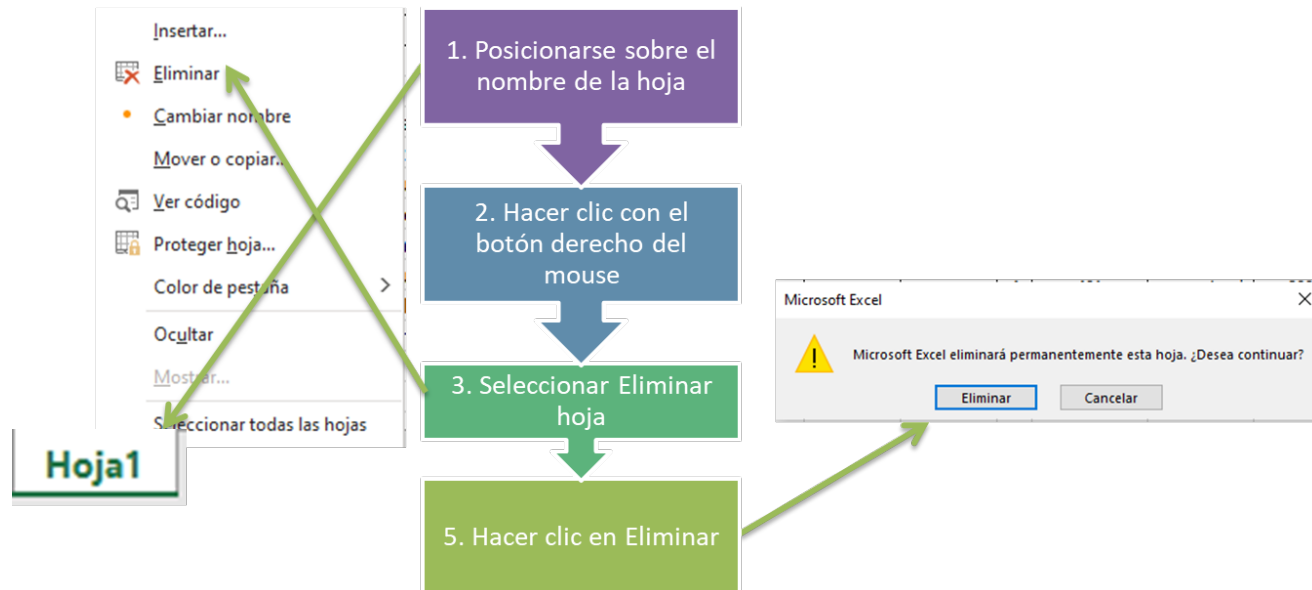 Insertar...
Eliminar
Cambiar nombre
Mover o copiar...
Ver código
Proteger hoja...
Color de pestaña
Ocultar
Mostrar...
Seleccionar todas las hojas
Hoja1
1. Posicionarse sobre el
nombre de la hoja
2. Hacer clic con el
botón derecho del
mouse
3. Seleccionar Eliminar
hoja
5. Hacer clic en Eliminar
Microsoft Excel
Microsoft Excel eliminará permanentemente esta hoja. ¿Desea continuar?
Eliminar
Cancelar